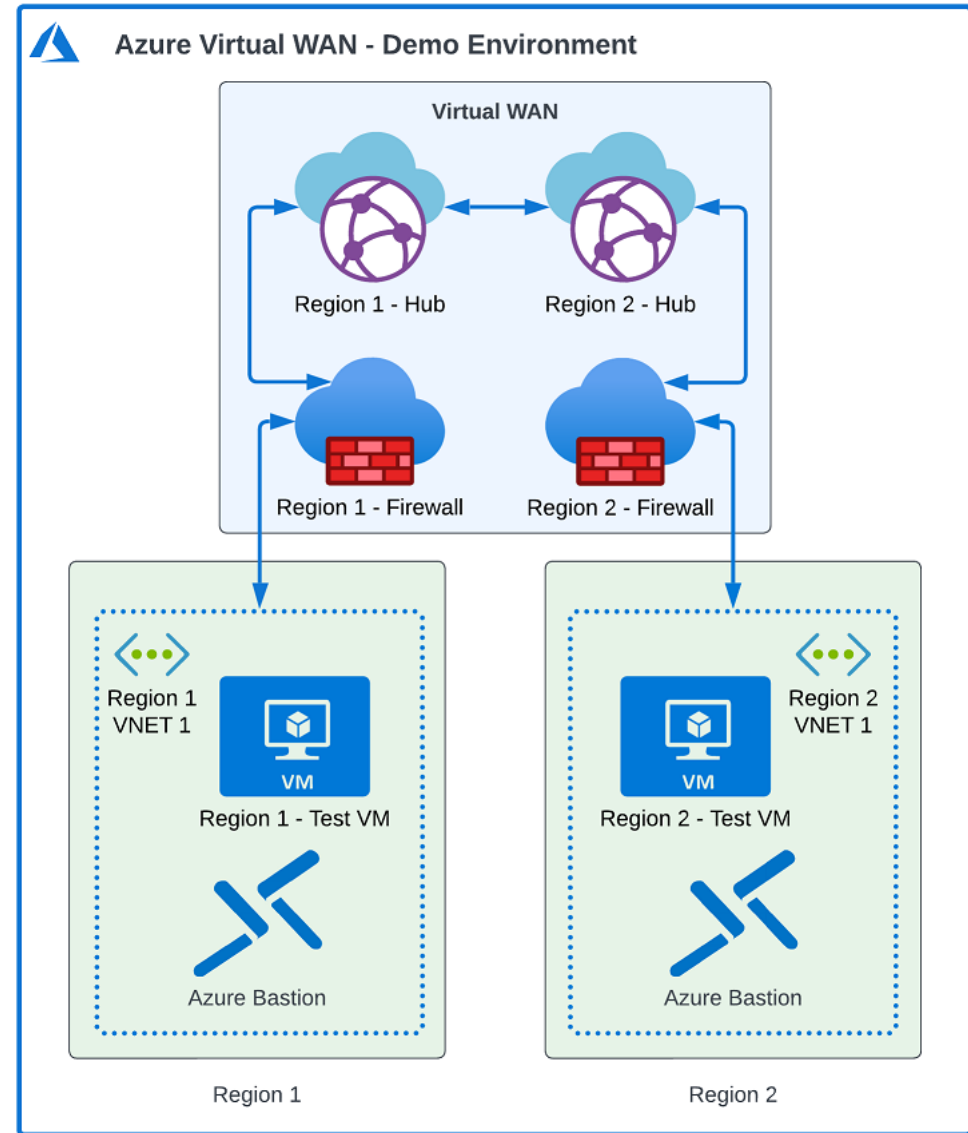 Azure Virtual WAN - Demo Environment
Virtual WAN
Region 1 - Hub
Region 2 - Hub
Region 1 - Firewall
Region 2 - Firewall
Region 1
VNET 1
VM
Region 1 - Test VM
Azure Bastion
Region 2
VNET 1
VM
Region 2 - Test VM
Azure Bastion
Region 1
Region 2